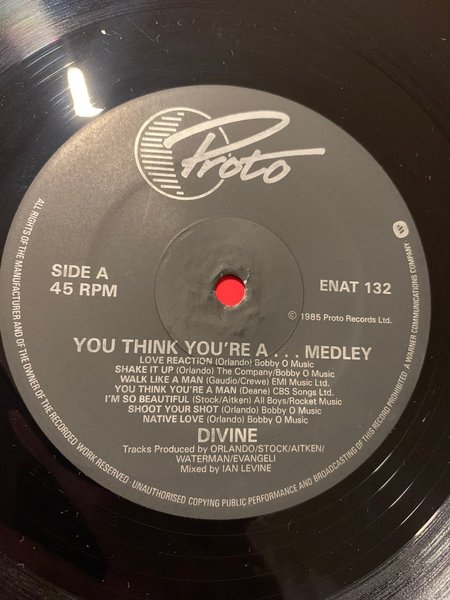 Proto
SIDE A
45 RPM
ENAT 132
© 1985 Proto Records Ltd.
YOU THINK YOU'RE A . . . MEDLEY
LOVE REACTION (Orlando) Bobby O Music
SHAKE IT UP (Orlando) The Company/Bobby O Music
WALK LIKE A MAN (Gaudio/Crewe) EMI Music Ltd.
YOU THINK YOU'RE A MAN (Deane) CBS Songs Ltd.
I'M SO BEAUTIFUL (Stock/Aitken) All Boys/Rocket Music
SHOOT YOUR SHOT (Orlando) Bobby O Music
NATIVE LOVE (Orlando) Bobby O Music
DIVINE
Tracks Produced by ORLANDO/STOCK/AITKEN/
WATERMAN/EVANGELI
Mixed by IAN LEVINE
ALL RIGHTS OF THE MANUFACTURER AND OF THE OWNER OF THE RECORDED WORK RESERVED. UNAUTHORISED COPYING PUBLIC PERFORMANCE AND BROADCASTING OF THIS RECORD PROHIBITED. A WARNER COMMUNICATIONS COMPANY